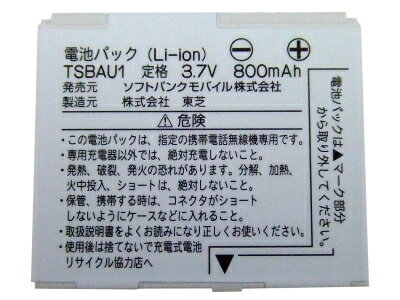 電池パック (Li-ion) ⊖ ⊕
TSBAU1 定格 3.7V 800mAh
発売元 ソフトバンクモバイル株式会社
製造元 株式会社 東芝
⚠危険
・この電池パックは、指定の携帯電話無線機専用です。
・専用充電器以外では、絶対充電しないこと。
・発熱、破裂、発火の恐れがあります。分解、加熱、
火中投入、ショートは絶対にしないこと。
・保管、携帯する時は、コネクタがショート
しないようにケースなどに入れること。
・取扱説明書を必ずお読みください。
・使用後は捨てないで充電式電池
リサイクル協力店へ
電池パックは▲マーク部分
から取り外してください。